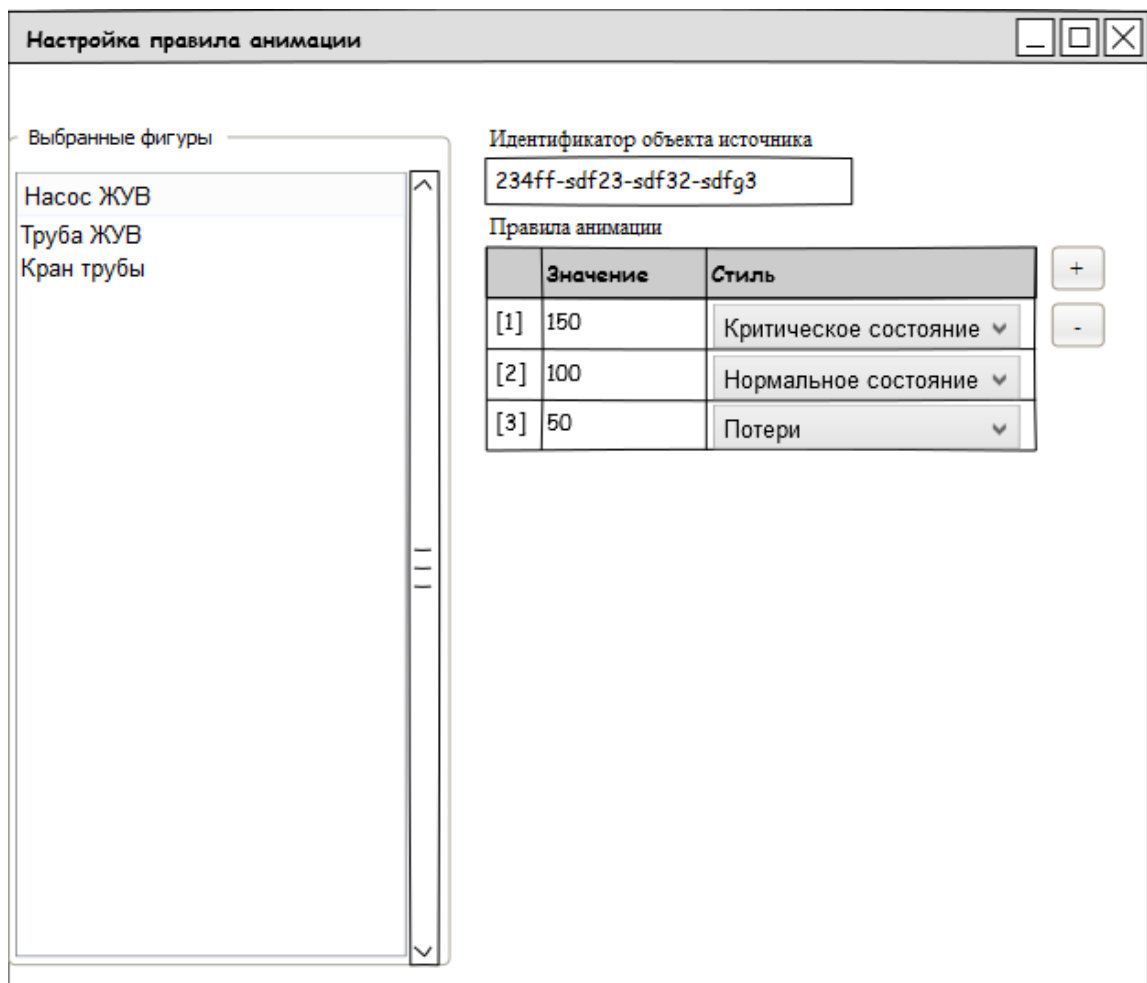 Настройка правила анимации
Выбранные фигуры
Насос ЖУВ
Труба ЖУВ
Кран трубы
Идентификатор объекта источника
234ff-sdf23-sdf32-sdfg3
Правила анимации
Значение Стиль
[1] 150 Критическое состояние
[2] 100 Нормальное состояние
[3] 50 Потери
+
-